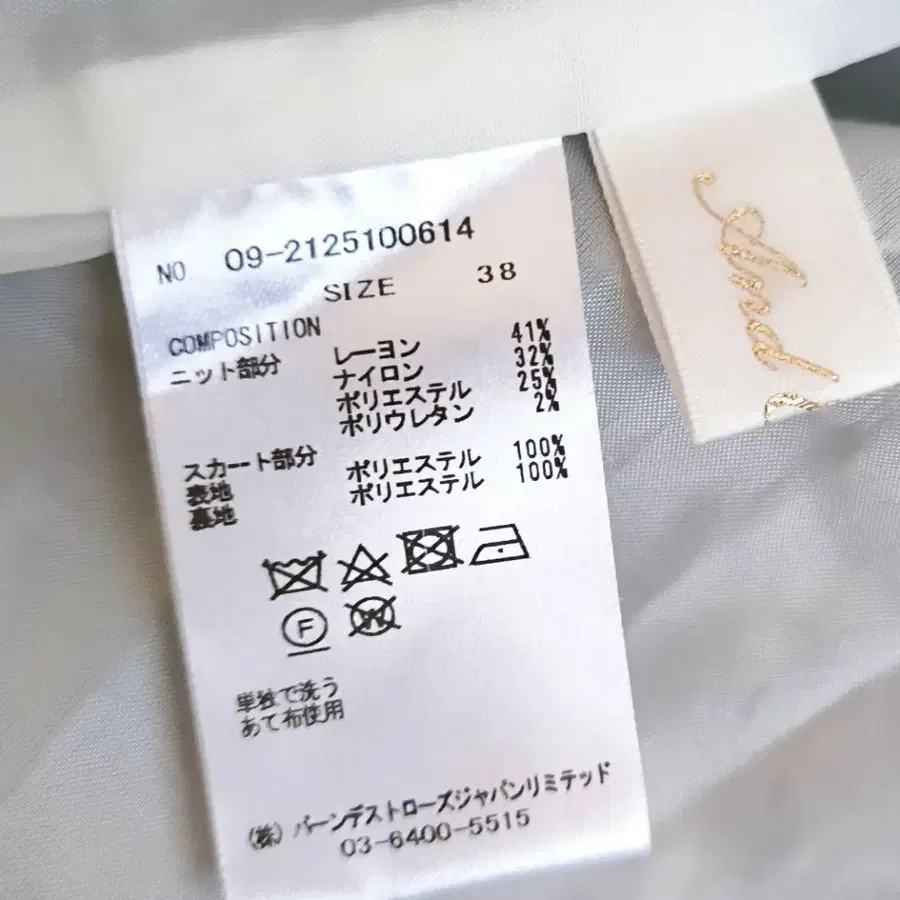 NO. 09-2125100614
SIZE 38
COMPOSITION
ニット部分 レーヨン 41%
ナイロン 32%
ポリエステル 25%
ポリウレタン 2%
スカート部分
表地 ポリエステル 100%
裏地 ポリエステル 100%
F
W
単独で洗う
あて布使用
(株)バーンデストローズジャパンリミテッド
03-6400-5515